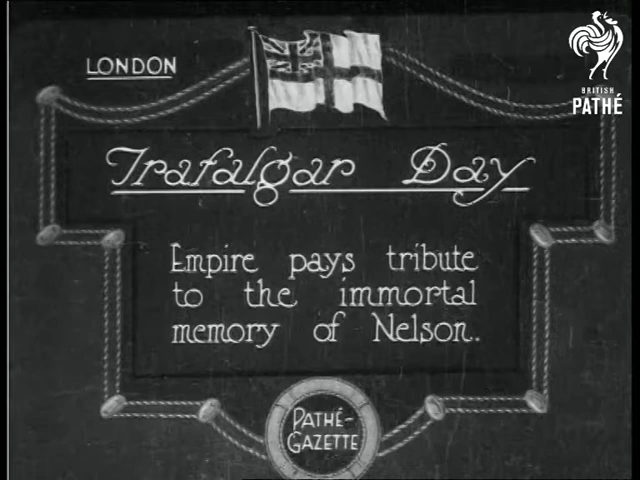 LONDON
BRITISH
PATHÉ
Trafalgar Day
Empire pays tribute
to the immortal
memory of Nelson.
PATHÉ-
GAZETTE